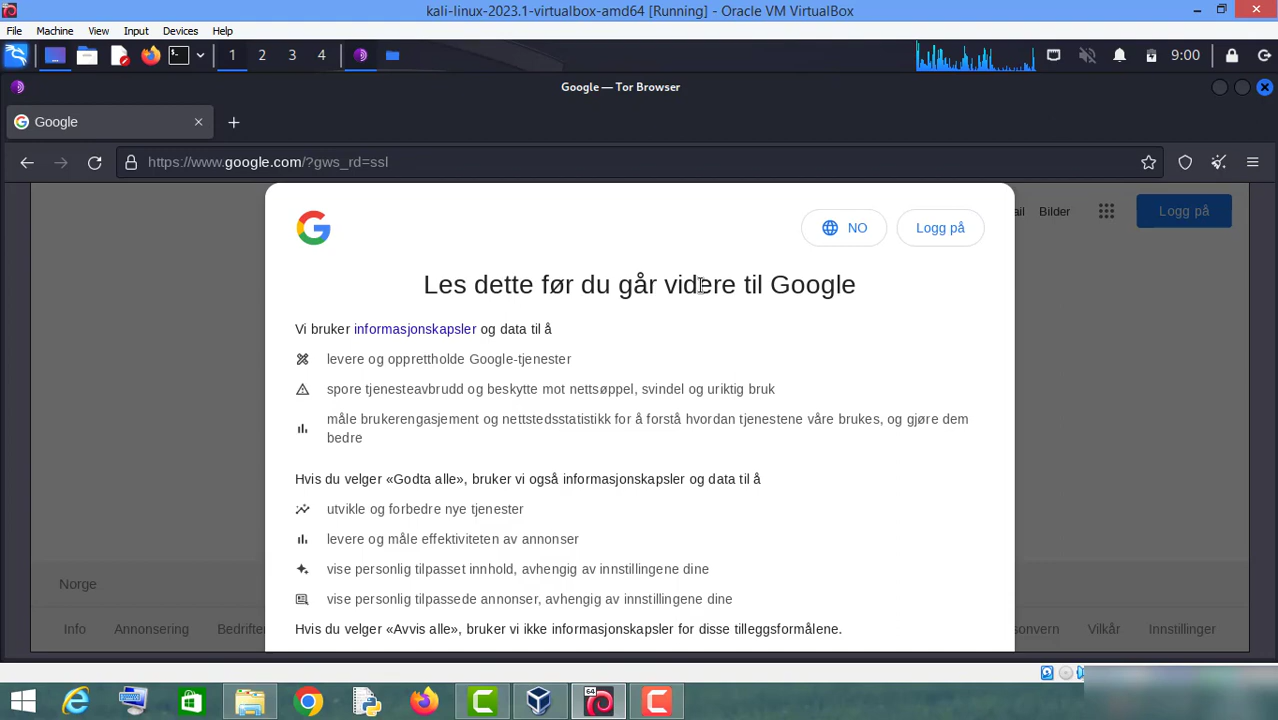 kali-linux-2023.1-virtualbox-amd64 [Running] - Oracle VM VirtualBox
File Machine View Input Devices Help
1 2 3 4 9:00
Google — Tor Browser
Google
https://www.google.com/?gws_rd=ssl
Bilder Logg på
NO Logg på
Les dette før du går videre til Google
Vi bruker informasjonskapsler og data til å
levere og opprettholde Google-tjenester
spore tjenesteavbrudd og beskytte mot nettsøppel, svindel og uriktig bruk
måle brukerengasjement og nettstedsstatistikk for å forstå hvordan tjenestene våre brukes, og gjøre dem
bedre
Hvis du velger «Godta alle», bruker vi også informasjonskapsler og data til å
utvikle og forbedre nye tjenester
levere og måle effektiviteten av annonser
vise personlig tilpasset innhold, avhengig av innstillingene dine
Norge
vise personlig tilpassede annonser, avhengig av innstillingene dine
Hvis du velger «Avvis alle», bruker vi ikke informasjonskapsler for disse tilleggsformålene.
Info Annonsering Vilkår Innstillinger
64